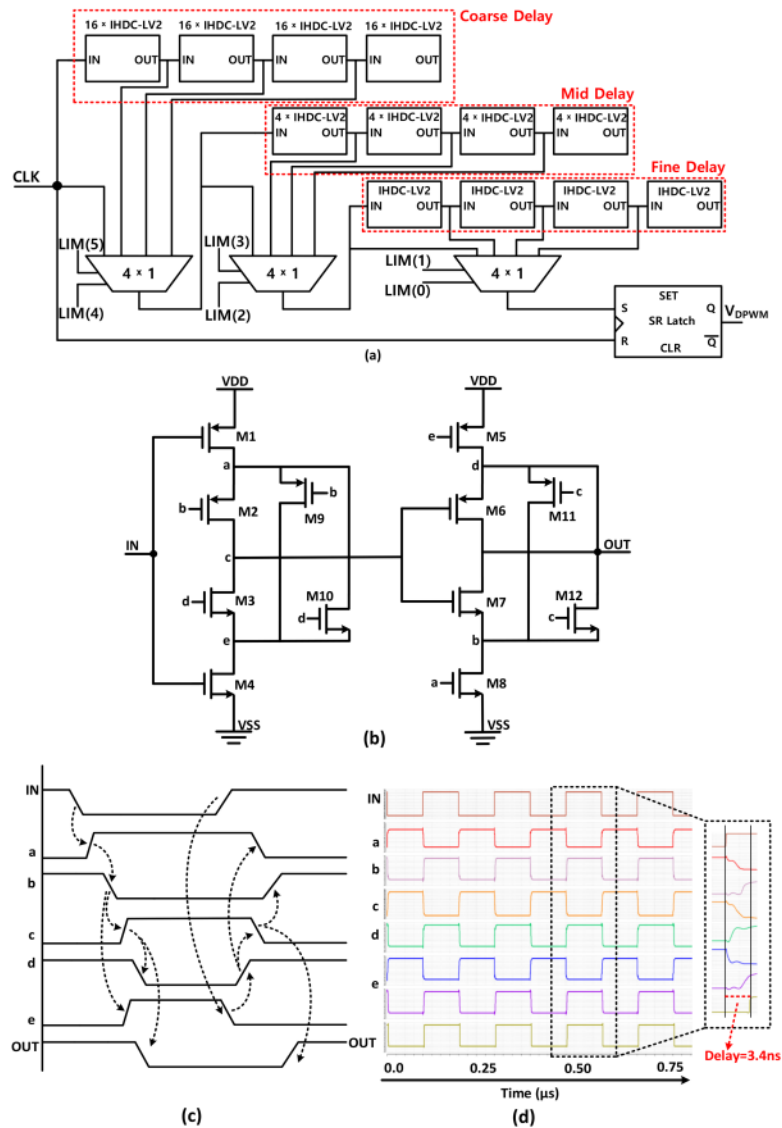 16 × IHDC-LV2 16 × IHDC-LV2 16 × IHDC-LV2 16 × IHDC-LV2 Coarse Delay
IN OUT IN OUT IN OUT IN OUT
Mid Delay
4 × IHDC-LV2 4 × IHDC-LV2 4 × IHDC-LV2 4 × IHDC-LV2
IN OUT IN OUT IN OUT IN OUT
Fine Delay
CLK
IHDC-LV2 IHDC-LV2 IHDC-LV2 IHDC-LV2
IN OUT IN OUT IN OUT IN OUT
LIM(5) LIM(3) LIM(1)
4 × 1 4 × 1 4 × 1
LIM(4) LIM(2) LIM(0)
SET
S Q VDPWM
SR Latch
R Q
CLR
(a)
VDD VDD
M1 e M5
a d
b M2 b M9 M6 c M11
IN c OUT
d M3 M10 d M7 M12 c
e b
M4 a M8
VSS VSS
(b)
IN
a
b
c
d
e
OUT
(c)
IN
a
b
c
d
e
OUT
0.0 0.25 0.50 0.75
Time (µs)
Delay=3.4ns
(d)